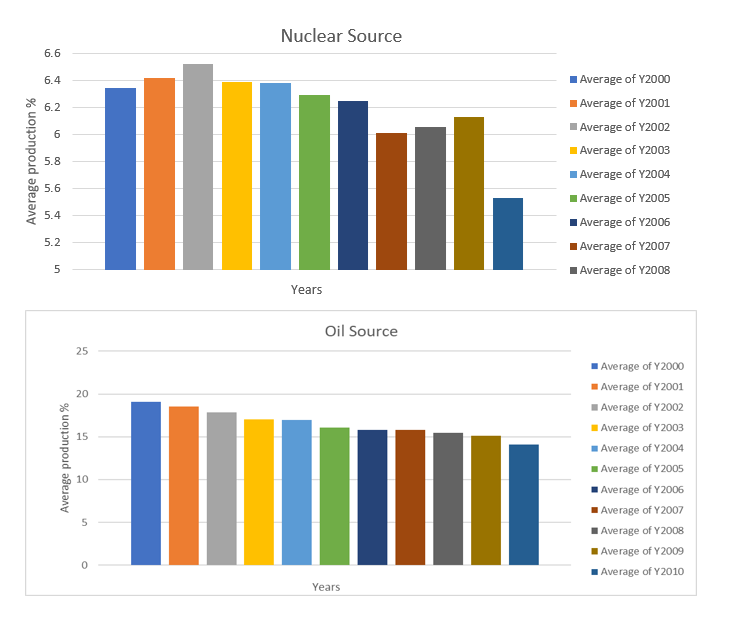 Nuclear Source
6.6
6.4
6.2
6
5.8
5.6
5.4
5.2
5
Average production %
Years
Average of Y2000
Average of Y2001
Average of Y2002
Average of Y2003
Average of Y2004
Average of Y2005
Average of Y2006
Average of Y2007
Average of Y2008
Oil Source
25
20
15
10
5
0
Average production %
Years
Average of Y2000
Average of Y2001
Average of Y2002
Average of Y2003
Average of Y2004
Average of Y2005
Average of Y2006
Average of Y2007
Average of Y2008
Average of Y2009
Average of Y2010